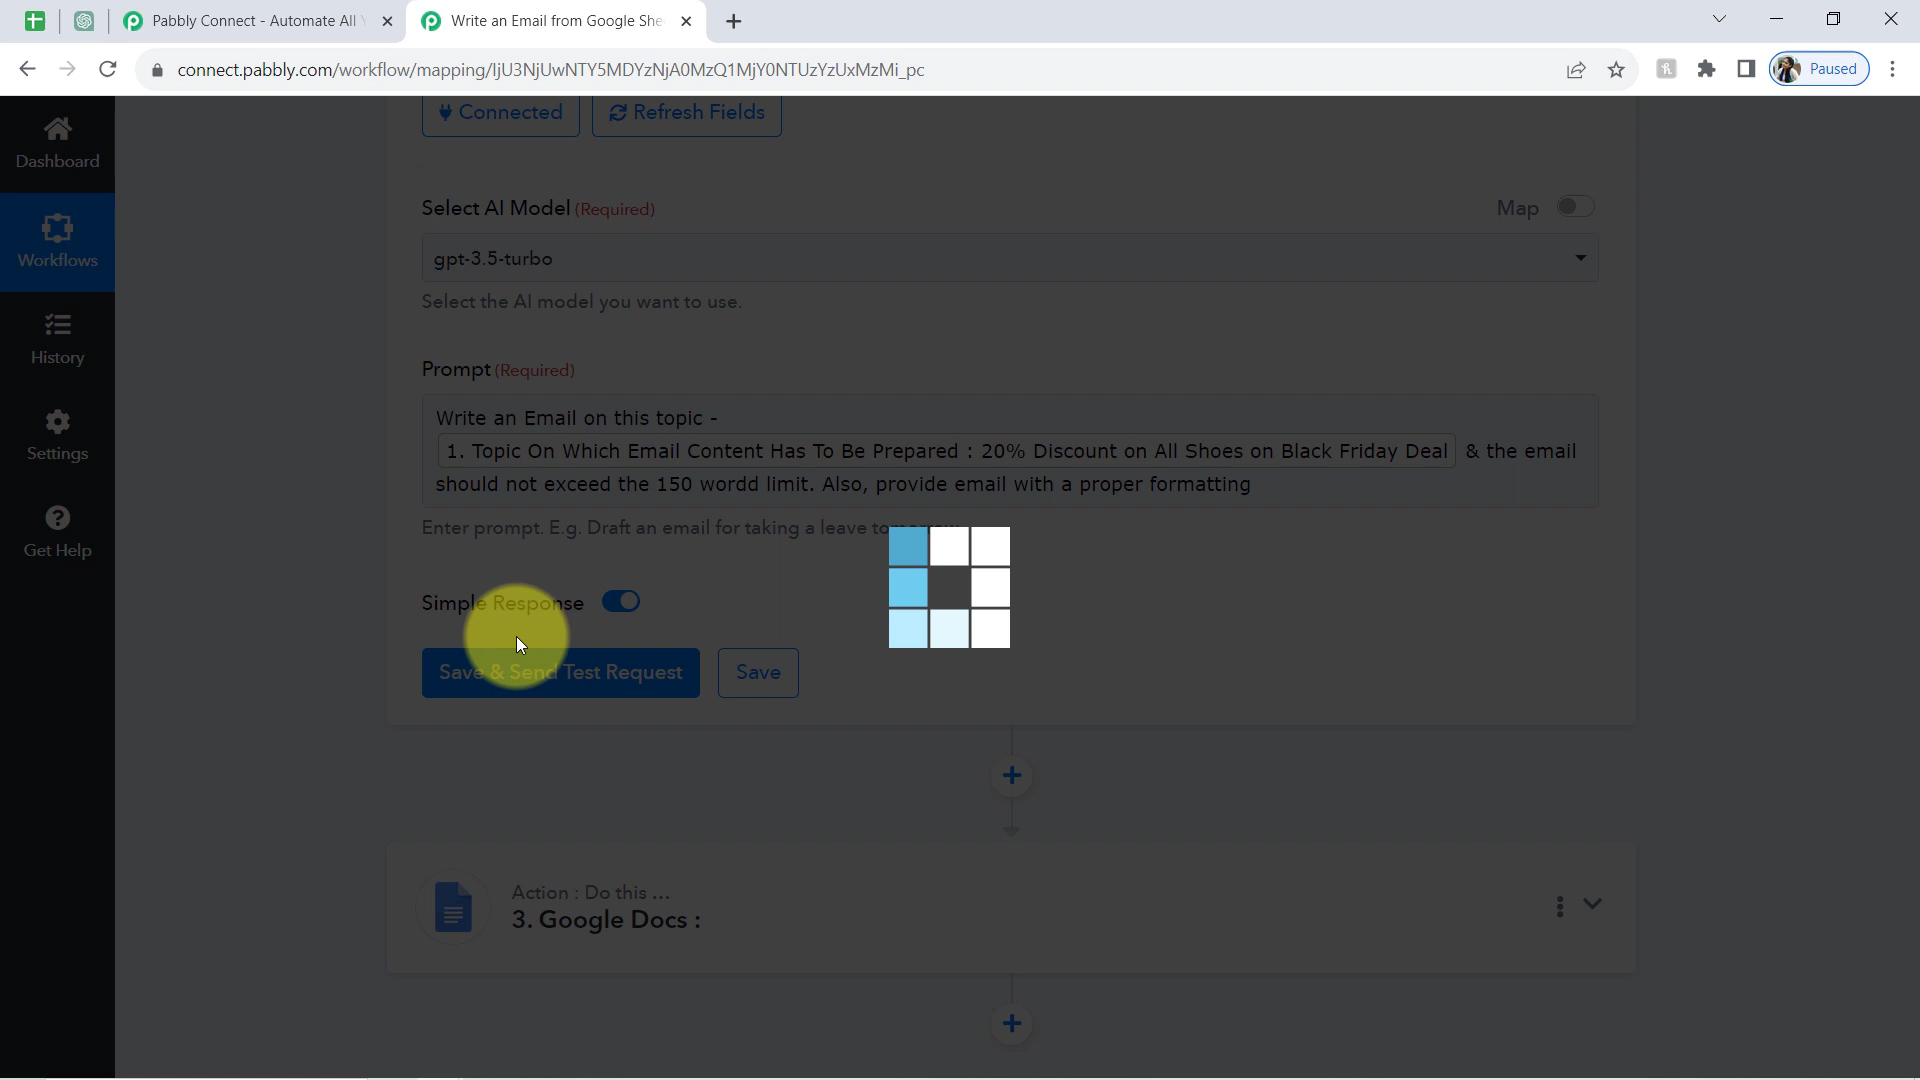 Pabbly Connect - Automate All
Write an Email from Google She
connect.pabbly.com/workflow/mapping/IjU3NjUwNTY5MDYzNjA0MzQ1MjY0NTUzYzUxMzMi_pc
Paused
Dashboard
Workflows
History
Settings
Get Help
Connected
Refresh Fields
Select AI Model (Required)
Map
gpt-3.5-turbo
Select the AI model you want to use.
Prompt (Required)
Write an Email on this topic -
1. Topic On Which Email Content Has To Be Prepared : 20% Discount on All Shoes on Black Friday Deal & the email
should not exceed the 150 wordd limit. Also, provide email with a proper formatting
Enter prompt. E.g. Draft an email for taking a leave
Simple Response
Save & Send Test Request
Save
Action : Do this ...
3. Google Docs :